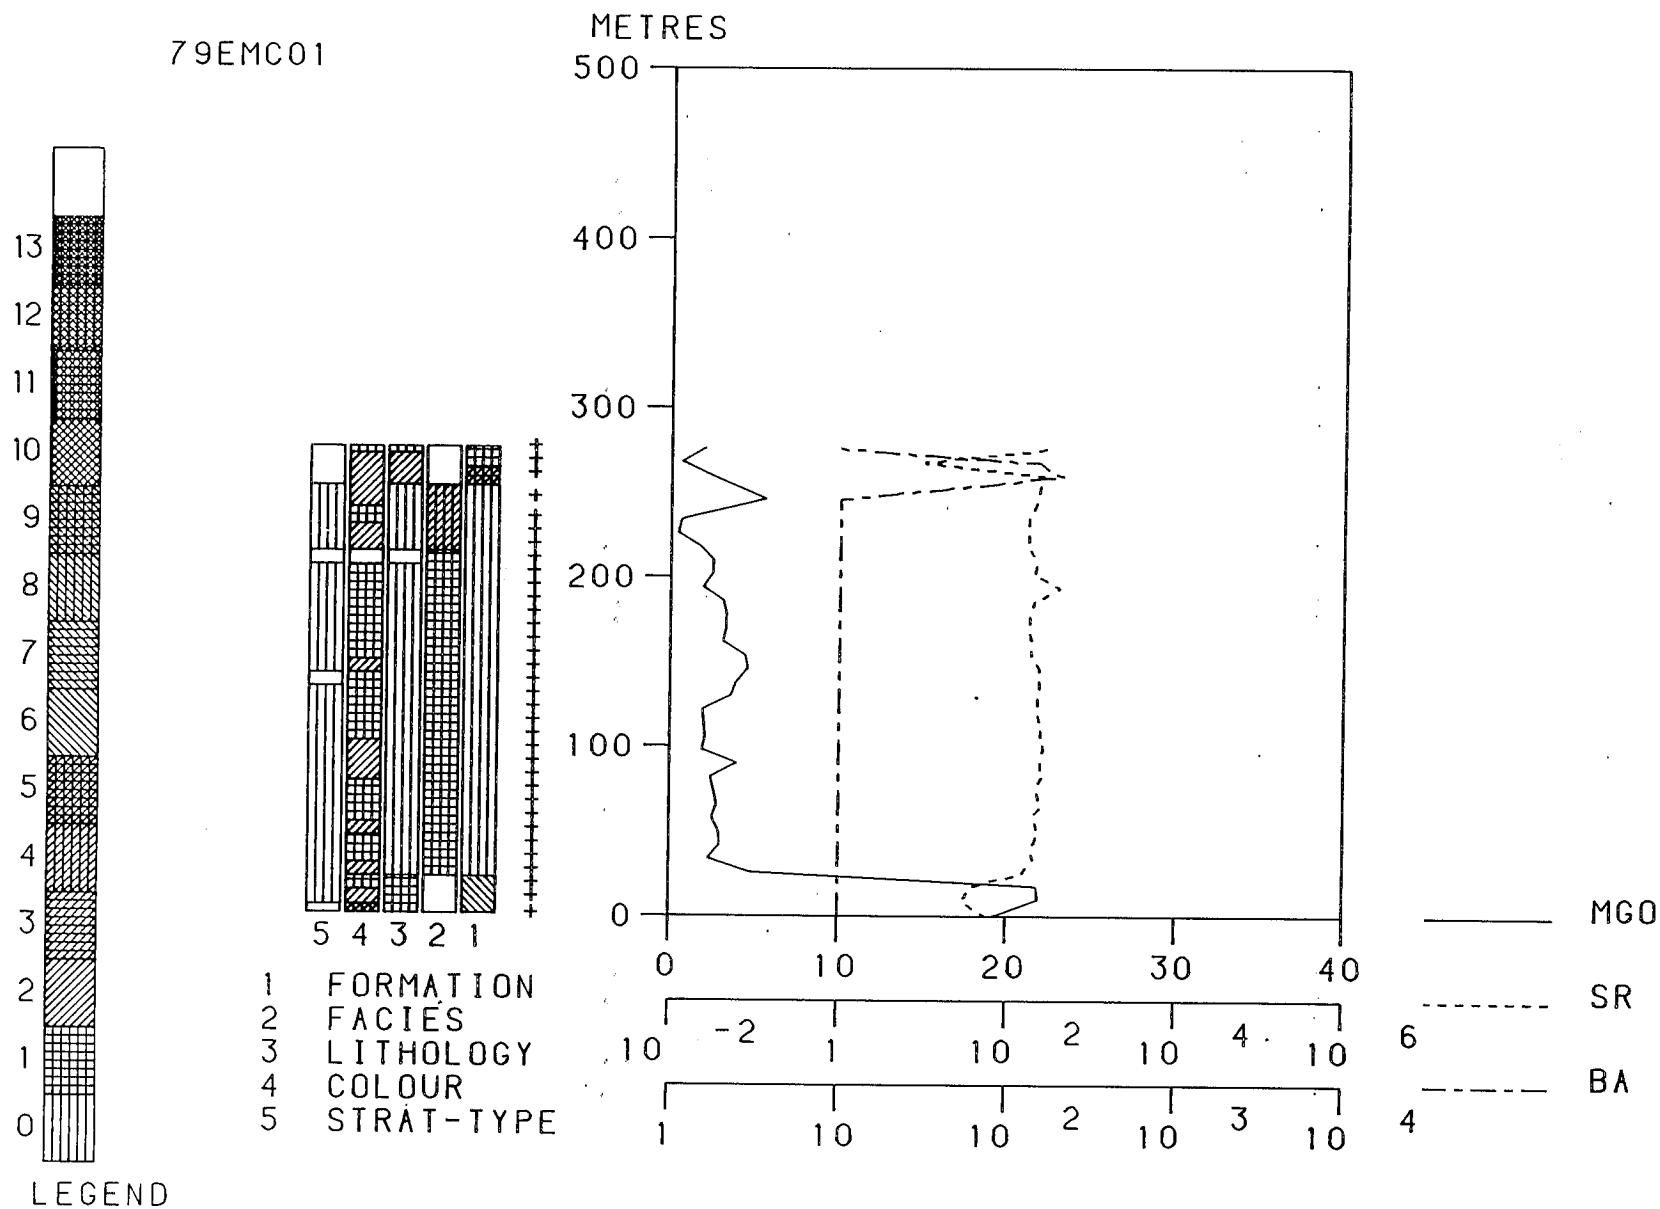 79EMC01
METRES
500
400
300
200
100
0
13
12
11
10
9
8
7
6
5
4
3
2
1
0
LEGEND
5 4 3 2 1
1 FORMATION
2 FACIES
3 LITHOLOGY
4 COLOUR
5 STRAT-TYPE
0 10 20 30 40
10 -2 1 10 2 10 4 10 6
1 10 10 2 10 3 10 4
MGO
SR
BA